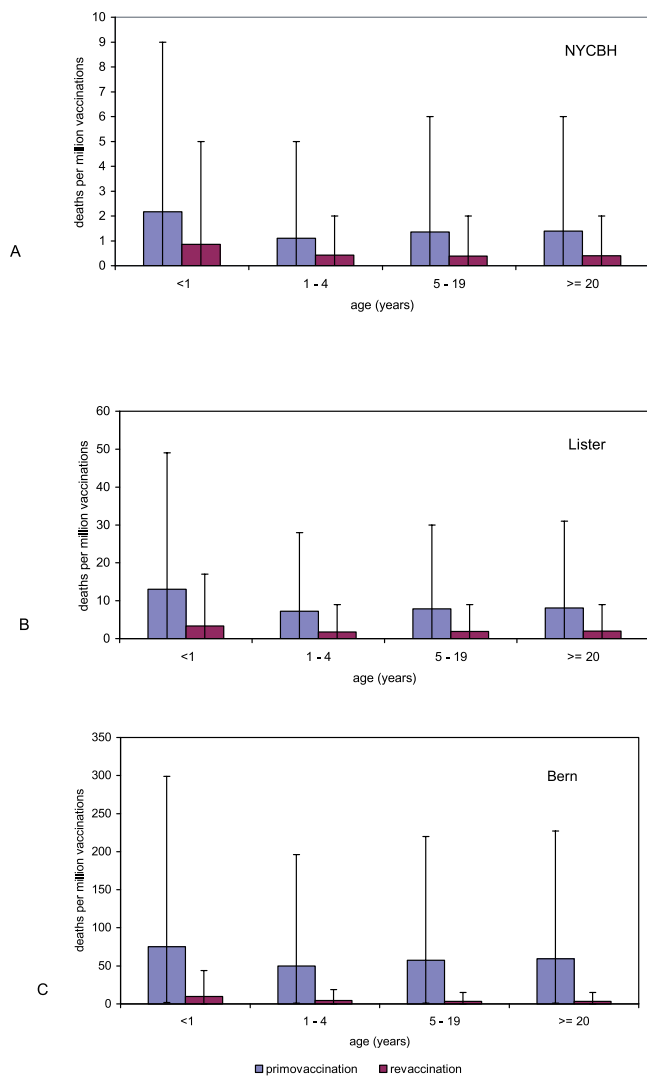 NYCBH
deaths per million vaccinations
10
9
8
7
6
5
4
3
2
1
0
A
<1 1 - 4 5 - 19 >= 20
age (years)
Lister
deaths per million vaccinations
60
50
40
30
20
10
0
B
<1 1 - 4 5 - 19 >= 20
age (years)
Bern
deaths per million vaccinations
350
300
250
200
150
100
50
0
C
<1 1 - 4 5 - 19 >= 20
age (years)
primovaccination revaccination